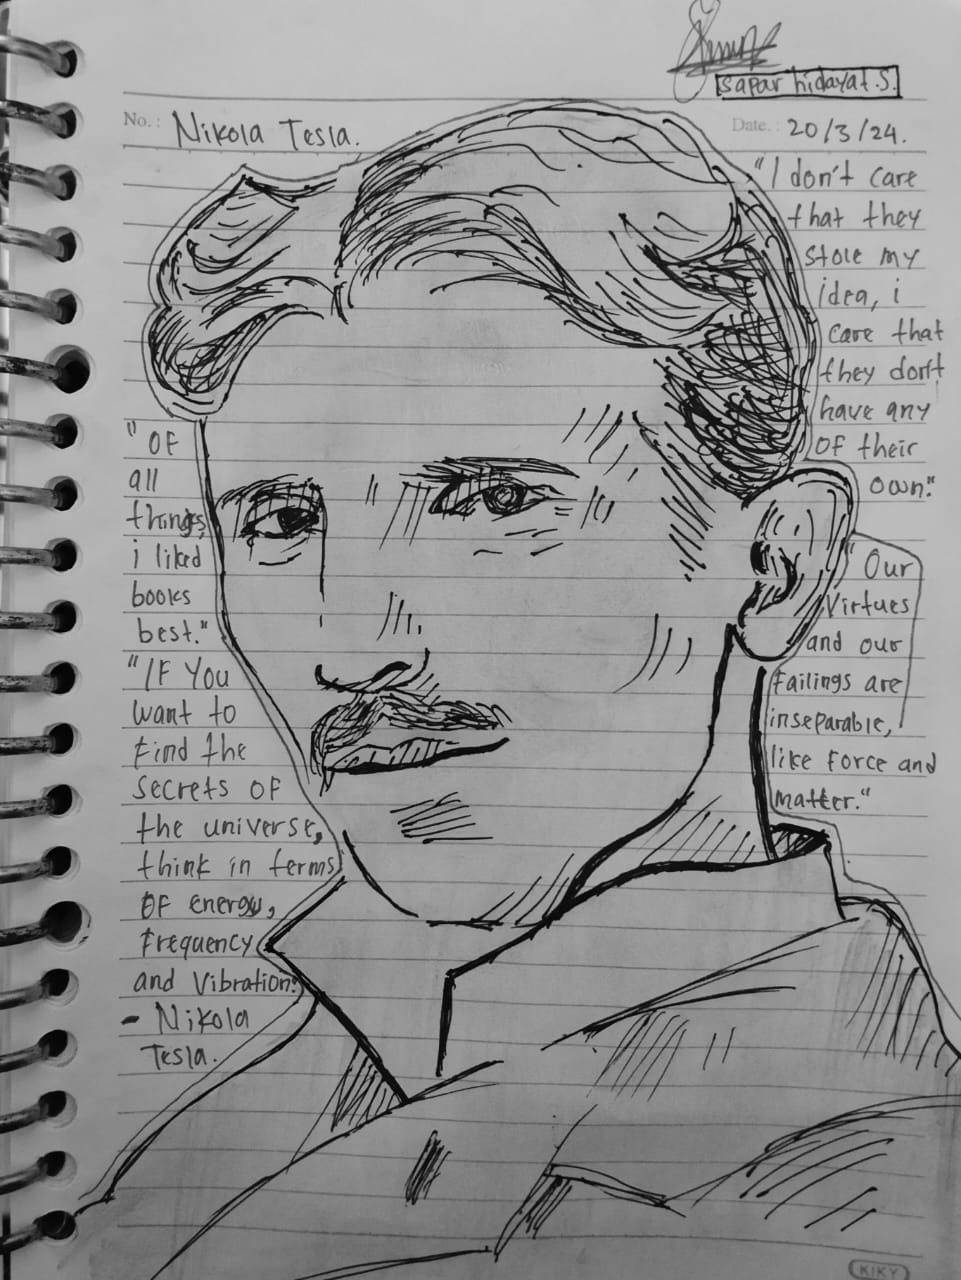 sapar hidayat.S.
No.: Nikola Tesla.
Date.: 20/3/24.
"I don't care
that they
stole my
idea, i
care that
they don't
have any
of their
own."
"Of
all
things,
i liked
books
best."
"If You
want to
find the
secrets of
the universe,
think in terms
of energy,
frequency
and Vibration."
- Nikola
Tesla.
"Our
Virtues
and our
failings are
inseparable,
like force and
matter."
KIKY